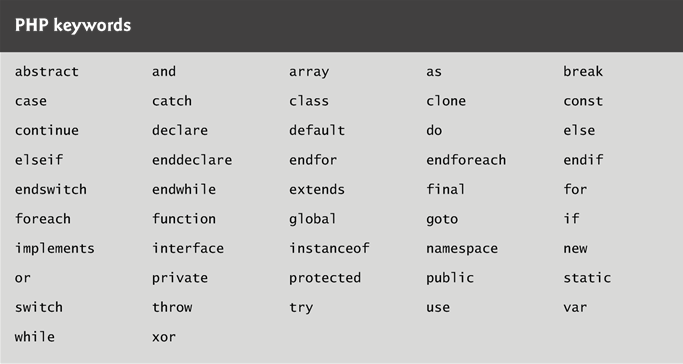 PHP keywords
abstract and array as break
case catch class clone const
continue declare default do else
elseif enddeclare endfor endforeach endif
endswitch endwhile extends final for
foreach function global goto if
implements interface instanceof namespace new
or private protected public static
switch throw try use var
while xor